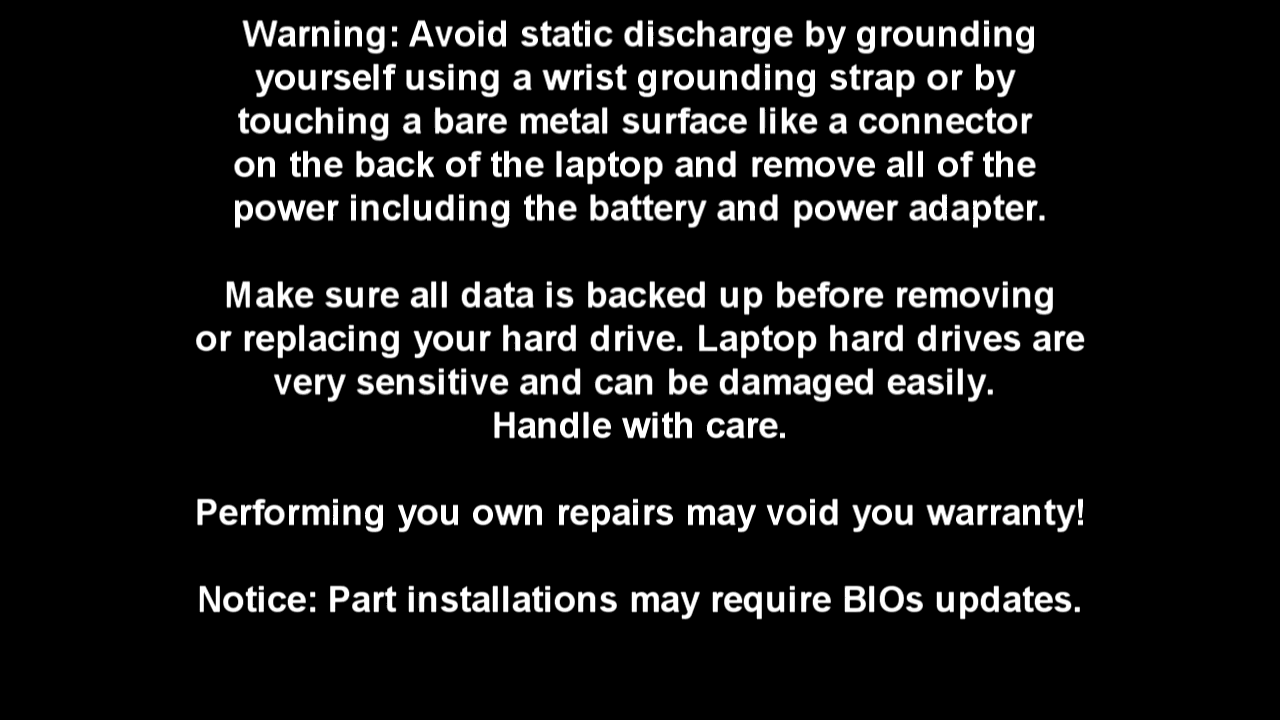 Warning: Avoid static discharge by grounding
yourself using a wrist grounding strap or by
touching a bare metal surface like a connector
on the back of the laptop and remove all of the
power including the battery and power adapter.
Make sure all data is backed up before removing
or replacing your hard drive. Laptop hard drives are
very sensitive and can be damaged easily.
Handle with care.
Performing you own repairs may void you warranty!
Notice: Part installations may require BIOs updates.